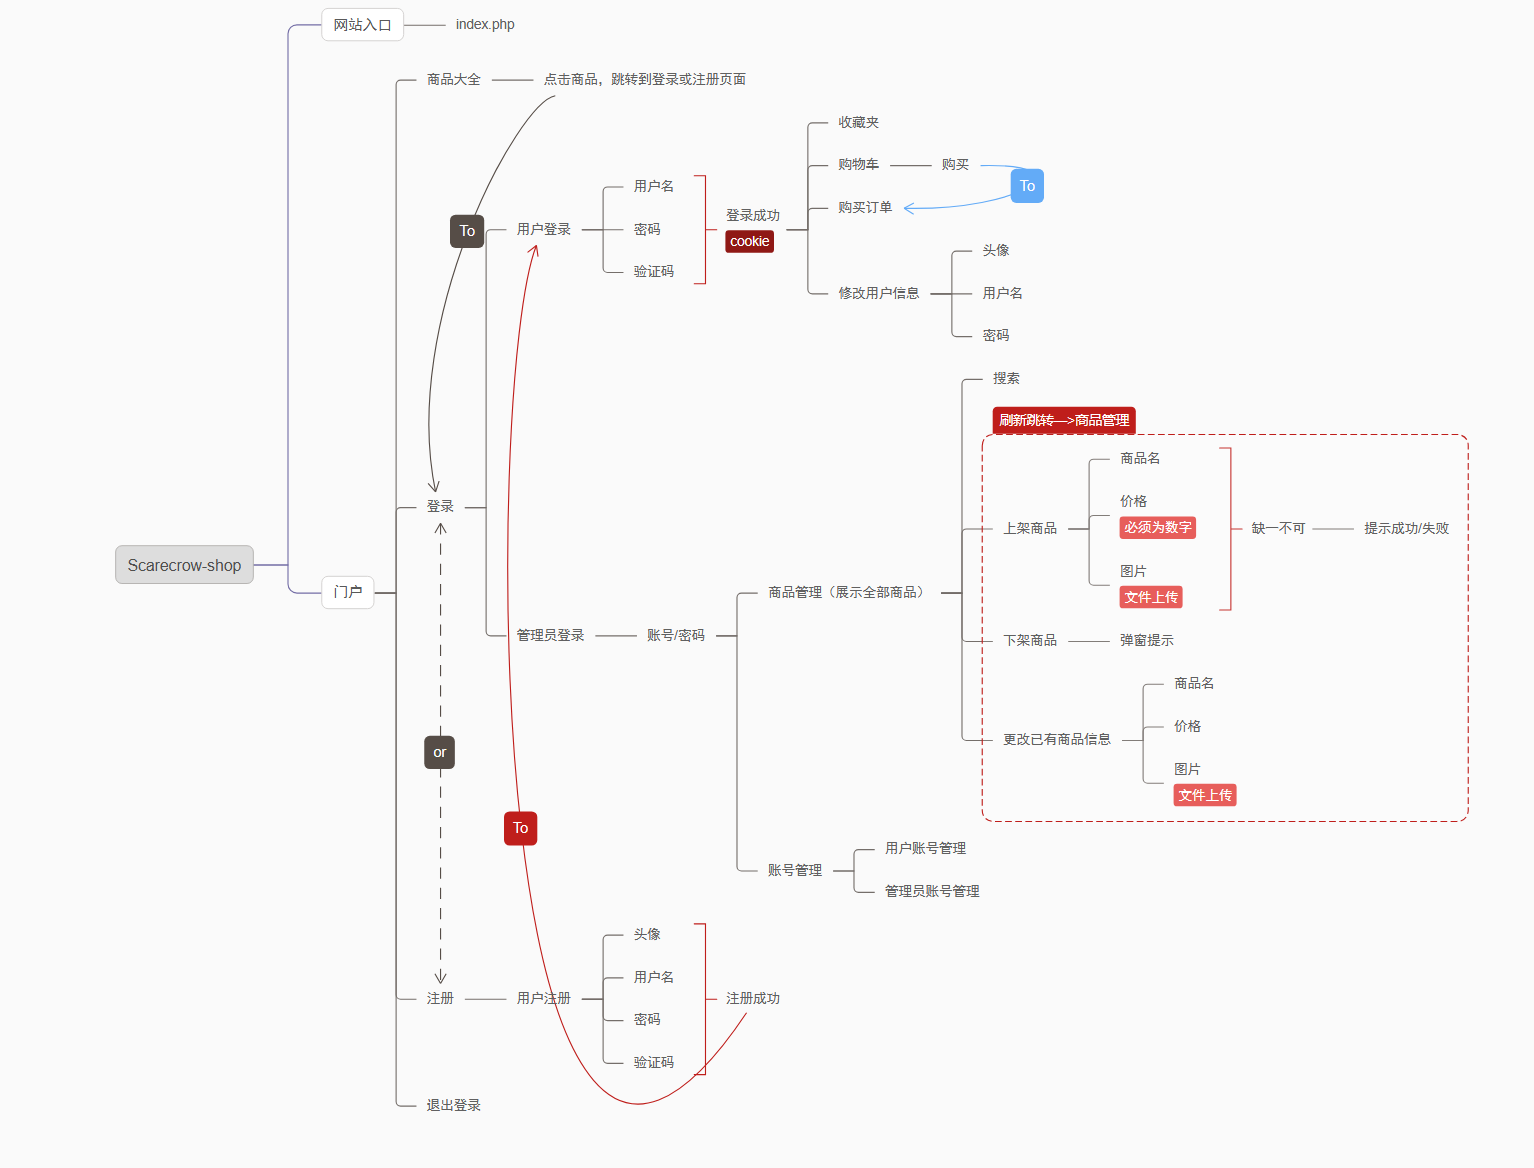 网站入口
index.php
商品大全
点击商品，跳转到登录或注册页面
收藏夹
购物车
购买
To
购买订单
用户名
To
用户登录
密码
验证码
登录成功
cookie
头像
修改用户信息
用户名
密码
搜索
刷新跳转—>商品管理
商品名
价格
必须为数字
上架商品
缺一不可
提示成功/失败
图片
文件上传
登录
Scarecrow-shop
门户
商品管理（展示全部商品）
管理员登录
账号/密码
下架商品
弹窗提示
商品名
价格
更改已有商品信息
图片
文件上传
or
To
用户账号管理
账号管理
管理员账号管理
头像
用户名
注册
用户注册
注册成功
密码
验证码
退出登录